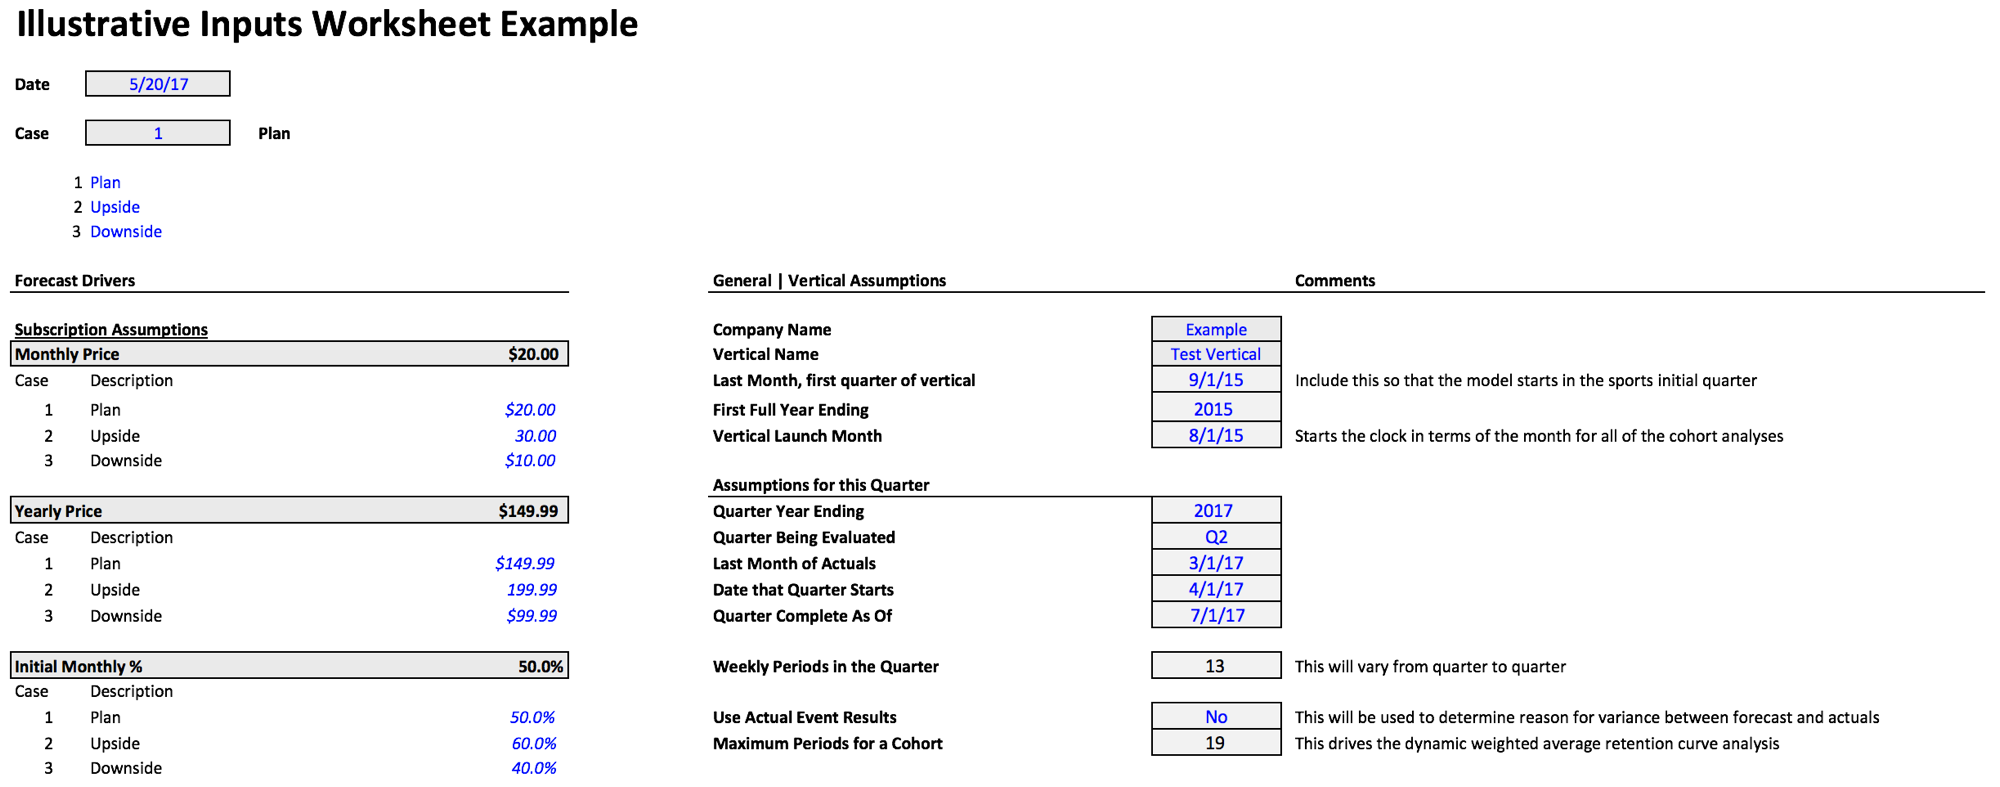 Illustrative Inputs Worksheet Example
Date 5/20/17
Case 1 Plan
1 Plan
2 Upside
3 Downside
Forecast Drivers
Subscription Assumptions
Monthly Price $20.00
Case Description
1 Plan $20.00
2 Upside 30.00
3 Downside $10.00
Yearly Price $149.99
Case Description
1 Plan $149.99
2 Upside 199.99
3 Downside $99.99
Initial Monthly % 50.0%
Case Description
1 Plan 50.0%
2 Upside 60.0%
3 Downside 40.0%
General | Vertical Assumptions Comments
Company Name Example
Vertical Name Test Vertical
Last Month, first quarter of vertical 9/1/15 Include this so that the model starts in the sports initial quarter
First Full Year Ending 2015
Vertical Launch Month 8/1/15 Starts the clock in terms of the month for all of the cohort analyses
Assumptions for this Quarter
Quarter Year Ending 2017
Quarter Being Evaluated Q2
Last Month of Actuals 3/1/17
Date that Quarter Starts 4/1/17
Quarter Complete As Of 7/1/17
Weekly Periods in the Quarter 13 This will vary from quarter to quarter
Use Actual Event Results No This will be used to determine reason for variance between forecast and actuals
Maximum Periods for a Cohort 19 This drives the dynamic weighted average retention curve analysis